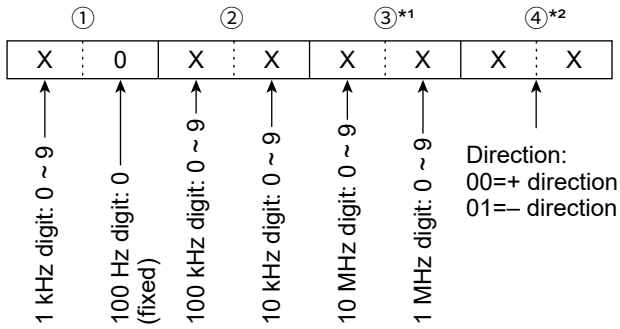 ① ② ③*¹ ④*²
X 0 X X X X X X
1 kHz digit: 0 ~ 9
100 Hz digit: 0
(fixed)
100 kHz digit: 0 ~ 9
10 kHz digit: 0 ~ 9
10 MHz digit: 0 ~ 9
1 MHz digit: 0 ~ 9
Direction:
00=+ direction
01=– direction